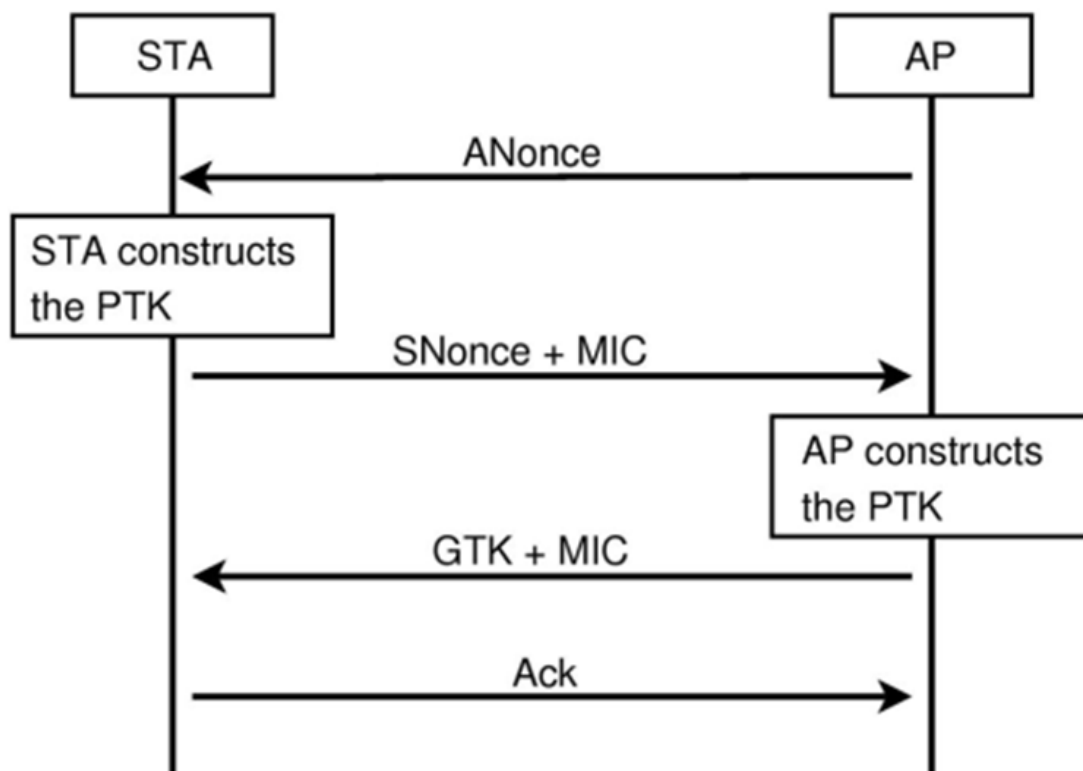 STA
AP
ANonce
STA constructs
the PTK
SNonce + MIC
AP constructs
the PTK
GTK + MIC
Ack